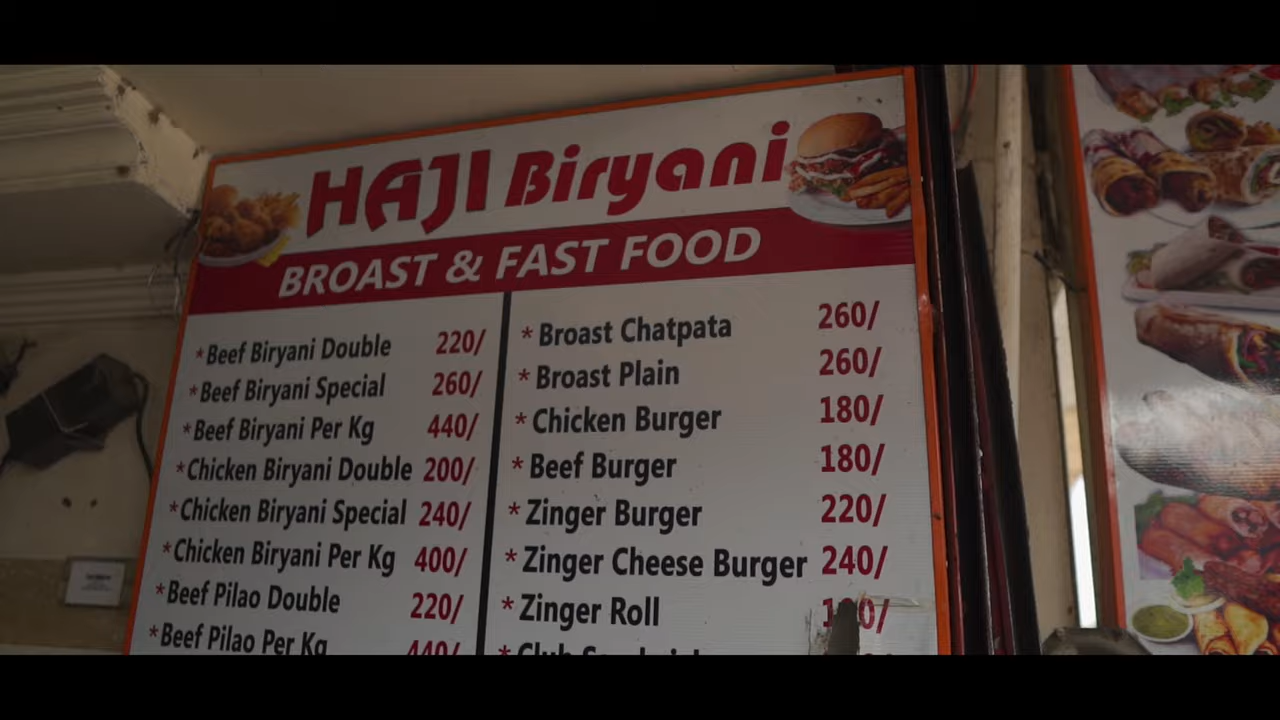 HAJI Biryani
BROAST & FAST FOOD
*Beef Biryani Double 220/
*Beef Biryani Special 260/
*Beef Biryani Per Kg 440/
*Chicken Biryani Double 200/
*Chicken Biryani Special 240/
*Chicken Biryani Per Kg 400/
*Beef Pilao Double 220/
*Beef Pilao Per Kg 440/
*Broast Chatpata 260/
*Broast Plain 260/
*Chicken Burger 180/
*Beef Burger 180/
*Zinger Burger 220/
*Zinger Cheese Burger 240/
*Zinger Roll
*Club